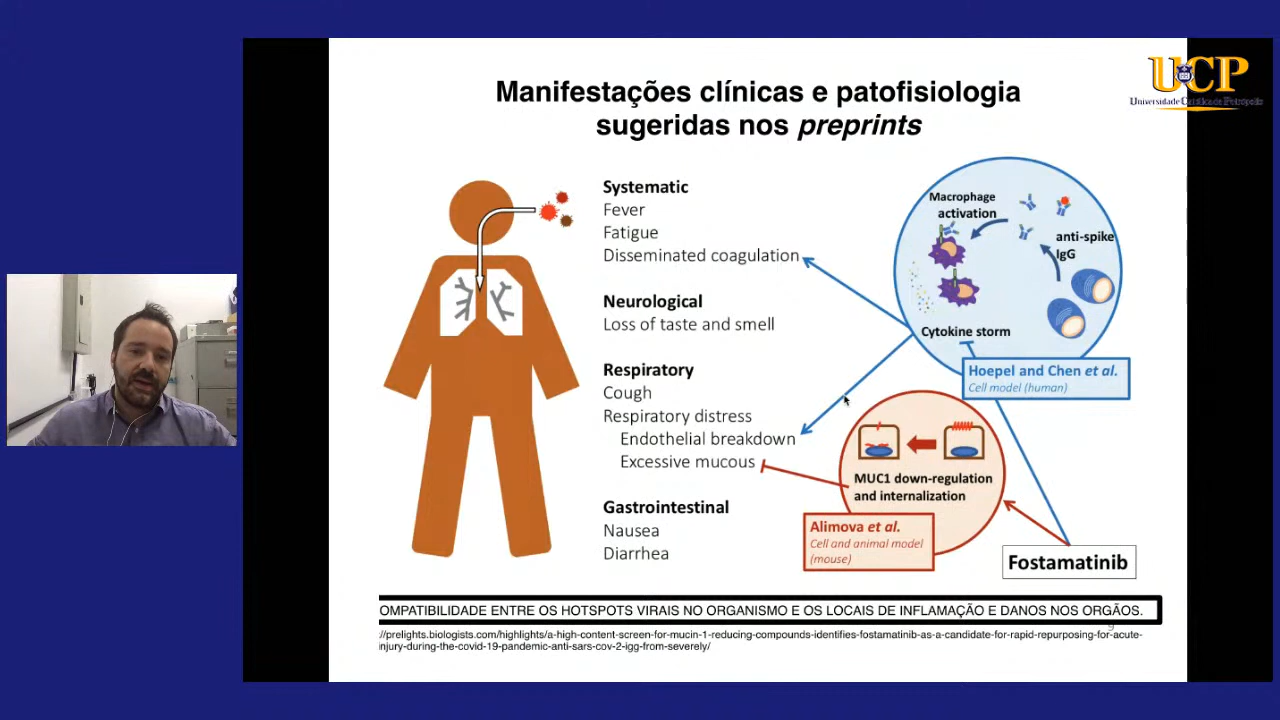 Manifestações clínicas e patofisiologia
sugeridas nos preprints
UCP
Universidade Católica de Petrópolis
Systematic
Fever
Fatigue
Disseminated coagulation
Neurological
Loss of taste and smell
Respiratory
Cough
Respiratory distress
Endothelial breakdown
Excessive mucous
Gastrointestinal
Nausea
Diarrhea
Macrophage
activation
anti-spike
IgG
Cytokine storm
Hoepel and Chen et al.
Cell model (human)
MUC1 down-regulation
and internalization
Alimova et al.
Cell and animal model
(mouse)
Fostamatinib
OMPATIBILIDADE ENTRE OS HOTSPOTS VIRAIS NO ORGANISMO E OS LOCAIS DE INFLAMAÇÃO E DANOS NOS ORGÃOS.
9
://prelights.biologists.com/highlights/a-high-content-screen-for-mucin-1-reducing-compounds-identifies-fostamatinib-as-a-candidate-for-rapid-repurposing-for-acute-
injury-during-the-covid-19-pandemic-anti-sars-cov-2-igg-from-severely/